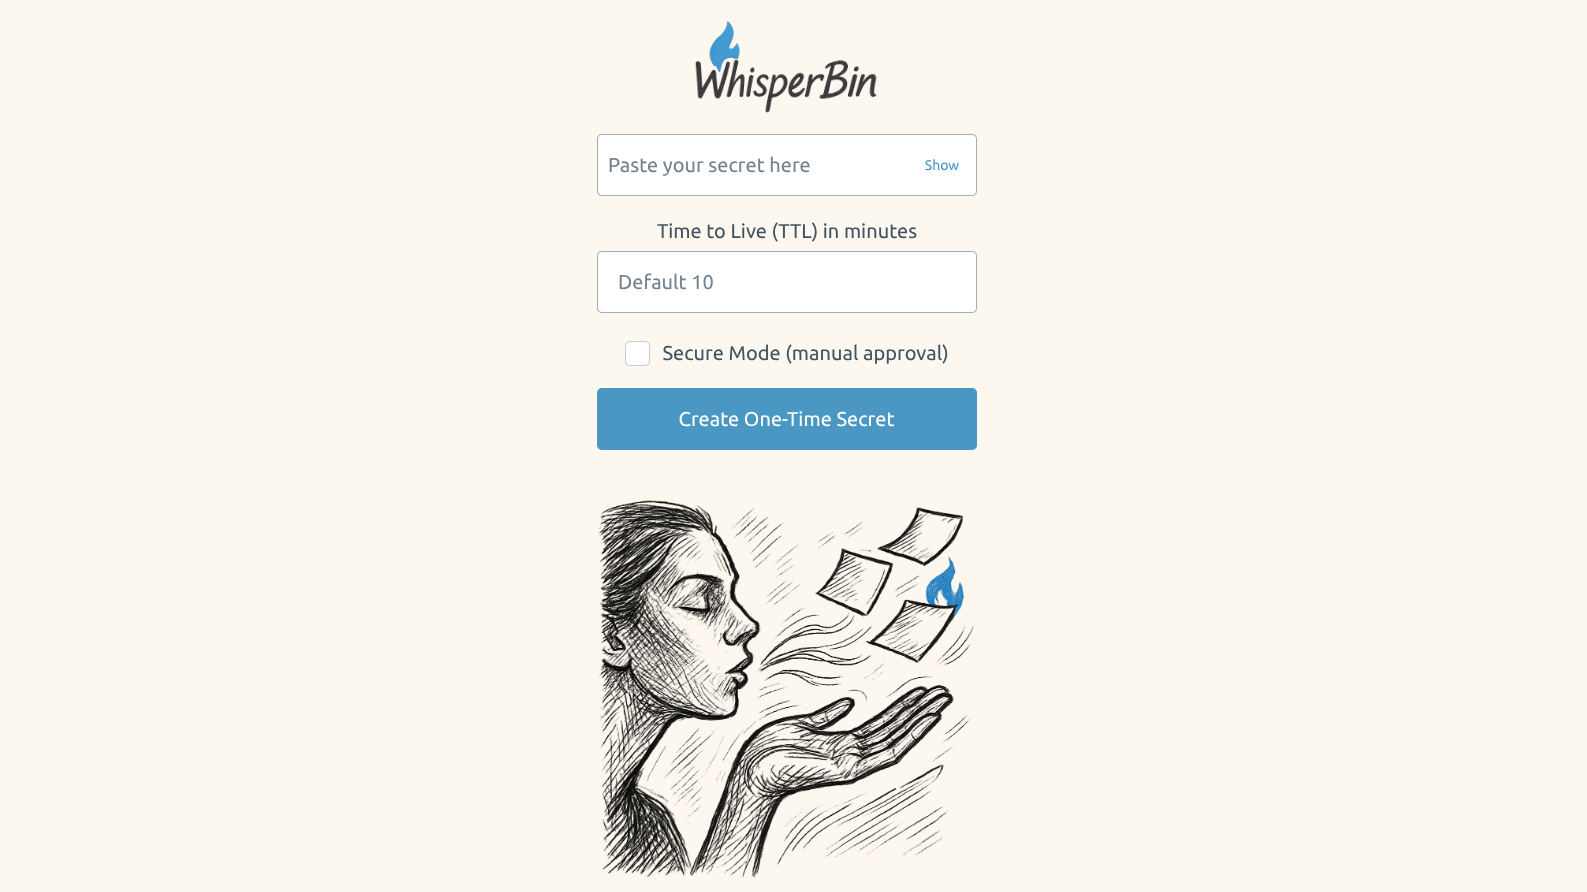 WhisperBin
Paste your secret here
Show
Time to Live (TTL) in minutes
Default 10
Secure Mode (manual approval)
Create One-Time Secret